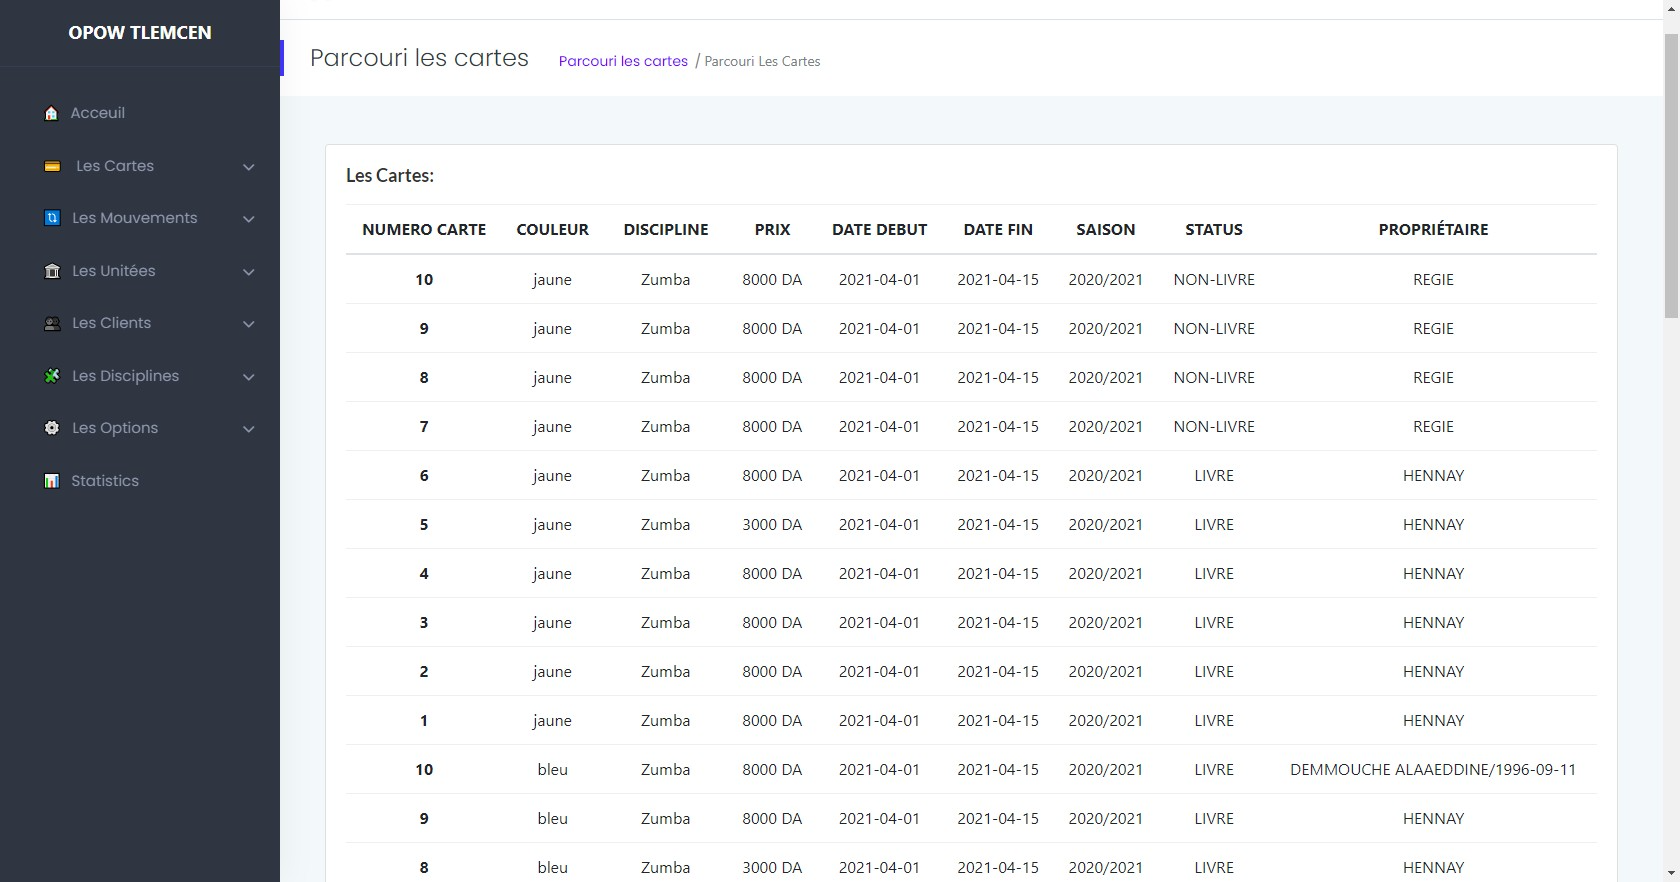 OPOW TLEMCEN
Acceuil
Les Cartes
Les Mouvements
Les Unitées
Les Clients
Les Disciplines
Les Options
Statistics
Parcouri les cartes Parcouri les cartes / Parcouri Les Cartes
Les Cartes:
NUMERO CARTE COULEUR DISCIPLINE PRIX DATE DEBUT DATE FIN SAISON STATUS PROPRIÉTAIRE
10 jaune Zumba 8000 DA 2021-04-01 2021-04-15 2020/2021 NON-LIVRE REGIE
9 jaune Zumba 8000 DA 2021-04-01 2021-04-15 2020/2021 NON-LIVRE REGIE
8 jaune Zumba 8000 DA 2021-04-01 2021-04-15 2020/2021 NON-LIVRE REGIE
7 jaune Zumba 8000 DA 2021-04-01 2021-04-15 2020/2021 NON-LIVRE REGIE
6 jaune Zumba 8000 DA 2021-04-01 2021-04-15 2020/2021 LIVRE HENNAY
5 jaune Zumba 3000 DA 2021-04-01 2021-04-15 2020/2021 LIVRE HENNAY
4 jaune Zumba 8000 DA 2021-04-01 2021-04-15 2020/2021 LIVRE HENNAY
3 jaune Zumba 8000 DA 2021-04-01 2021-04-15 2020/2021 LIVRE HENNAY
2 jaune Zumba 8000 DA 2021-04-01 2021-04-15 2020/2021 LIVRE HENNAY
1 jaune Zumba 8000 DA 2021-04-01 2021-04-15 2020/2021 LIVRE HENNAY
10 bleu Zumba 8000 DA 2021-04-01 2021-04-15 2020/2021 LIVRE DEMMOUCHE ALAAEDDINE/1996-09-11
9 bleu Zumba 8000 DA 2021-04-01 2021-04-15 2020/2021 LIVRE HENNAY
8 bleu Zumba 3000 DA 2021-04-01 2021-04-15 2020/2021 LIVRE HENNAY